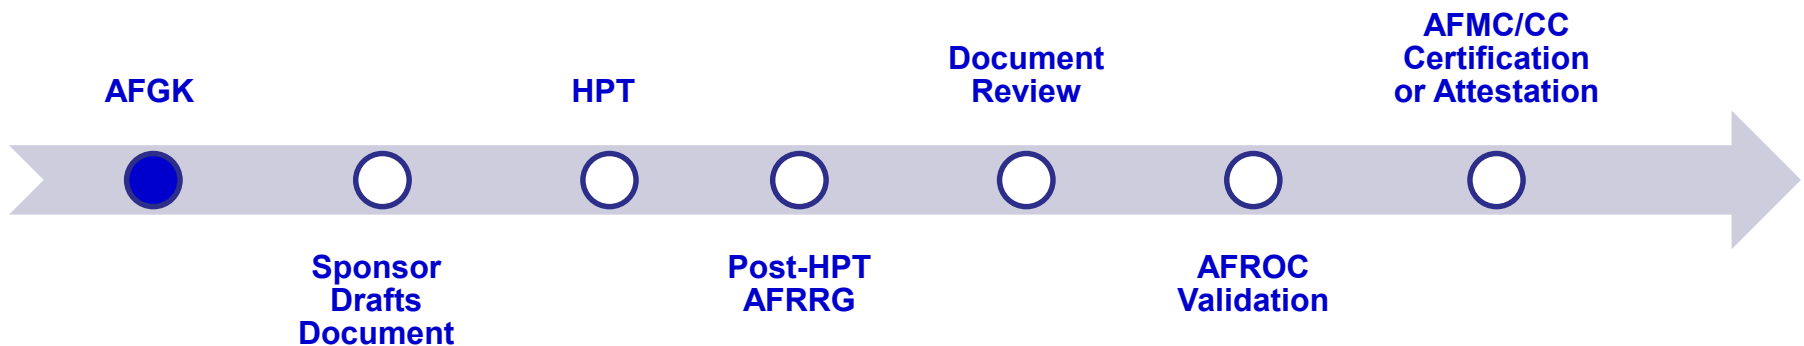 AFGK
Sponsor
Drafts
Document
HPT
Post-HPT
AFRRG
Document
Review
AFROC
Validation
AFMC/CC
Certification
or Attestation